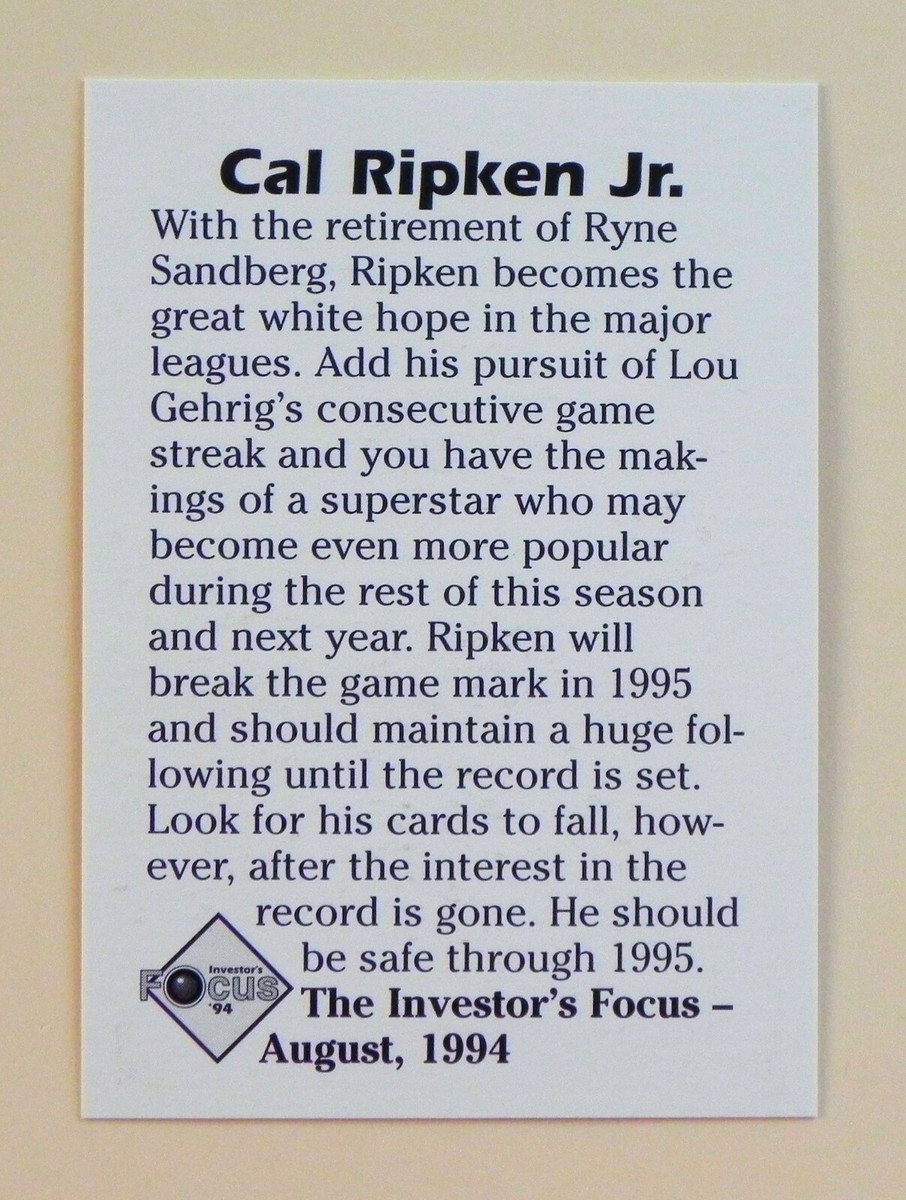 Cal Ripken Jr.
With the retirement of Ryne
Sandberg, Ripken becomes the
great white hope in the major
leagues. Add his pursuit of Lou
Gehrig's consecutive game
streak and you have the mak-
ings of a superstar who may
become even more popular
during the rest of this season
and next year. Ripken will
break the game mark in 1995
and should maintain a huge fol-
lowing until the record is set.
Look for his cards to fall, how-
ever, after the interest in the
record is gone. He should
be safe through 1995.
The Investor's Focus –
August, 1994
Investor's
Focus
'94